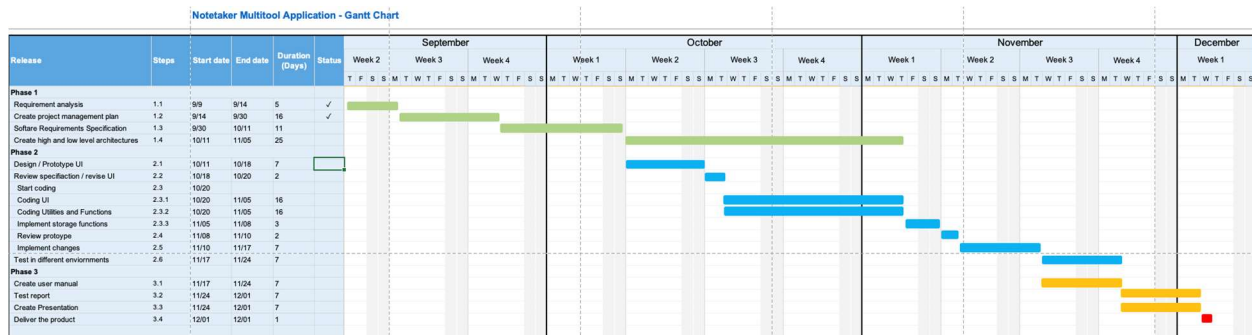 Notetaker Multitool Application - Gantt Chart
September October November December
Release Steps Start date End date Duration (Days) Status Week 2 Week 3 Week 4 Week 1 Week 2 Week 3 Week 4 Week 1 Week 2 Week 3 Week 4 Week 1
T F S S M T W T F S S M T W T F S S M T W T F S S M T W T F S S M T W T F S S M T W T F S S M T W T F S S M T W T F S S M T W T F S S M T W T F S S M T W T F S S
Phase 1
Requirement analysis 1.1 9/9 9/14 5 ✓
Create project management plan 1.2 9/14 9/30 16 ✓
Softare Requirements Specification 1.3 9/30 10/11 11
Create high and low level architectures 1.4 10/11 11/05 25
Phase 2
Design / Prototype UI 2.1 10/11 10/18 7
Review specifiaction / revise UI 2.2 10/18 10/20 2
Start coding 2.3 10/20
Coding UI 2.3.1 10/20 11/05 16
Coding Utilities and Functions 2.3.2 10/20 11/05 16
Implement storage functions 2.3.3 11/05 11/08 3
Review protoype 2.4 11/08 11/10 2
Implement changes 2.5 11/10 11/17 7
Test in different enviornments 2.6 11/17 11/24 7
Phase 3
Create user manual 3.1 11/17 11/24 7
Test report 3.2 11/24 12/01 7
Create Presentation 3.3 11/24 12/01 7
Deliver the product 3.4 12/01 12/01 1